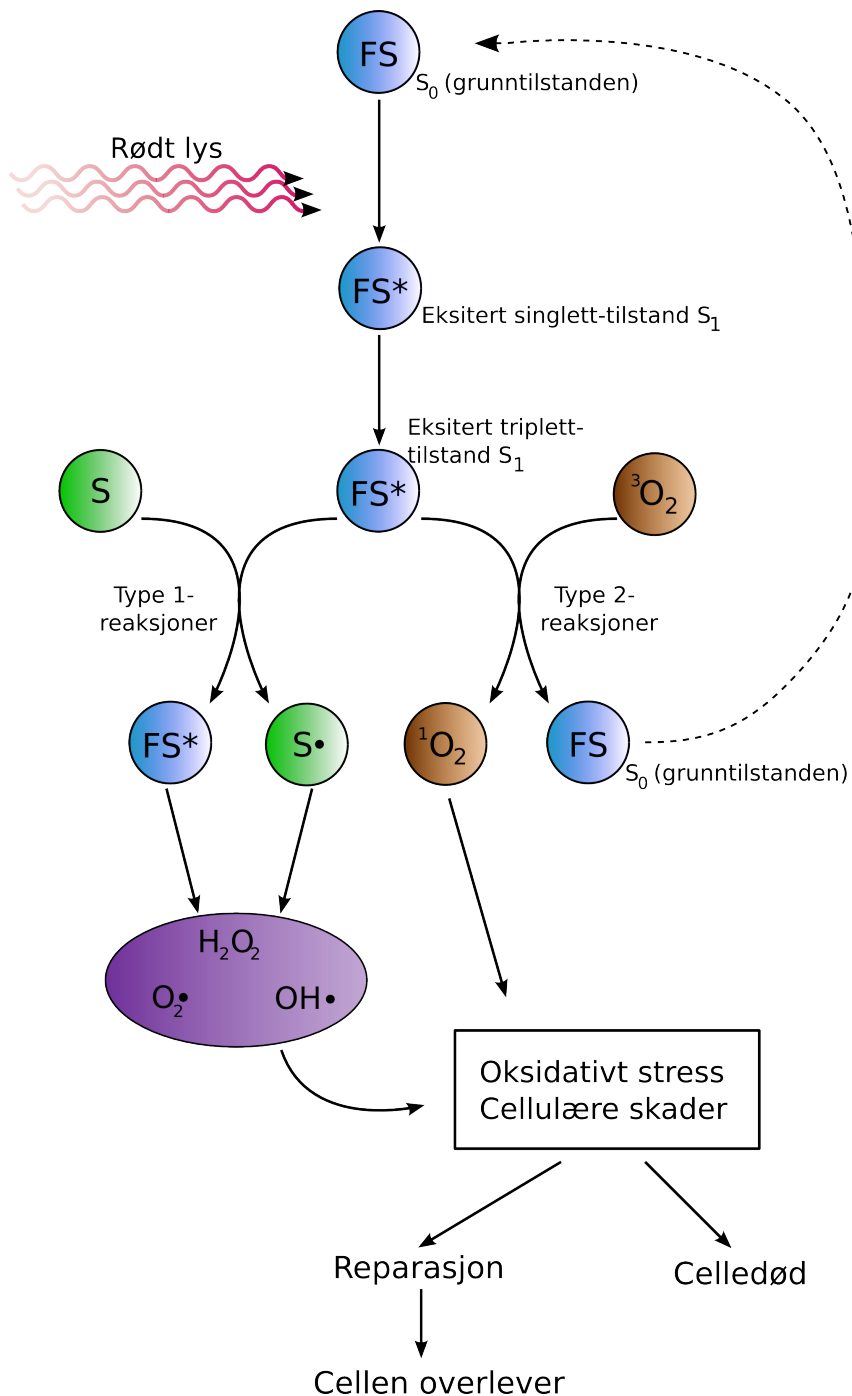 FS
S₀ (grunntilstanden)
Rødt lys
FS*
Eksitert singlett-tilstand S₁
Eksitert triplett-
tilstand S₁
S
FS*
³O₂
Type 1-
reaksjoner
Type 2-
reaksjoner
FS*
S•
¹O₂
FS
S₀ (grunntilstanden)
H₂O₂
O₂•
OH•
Oksidativt stress
Cellulære skader
Reparasjon
Celledød
Cellen overlever